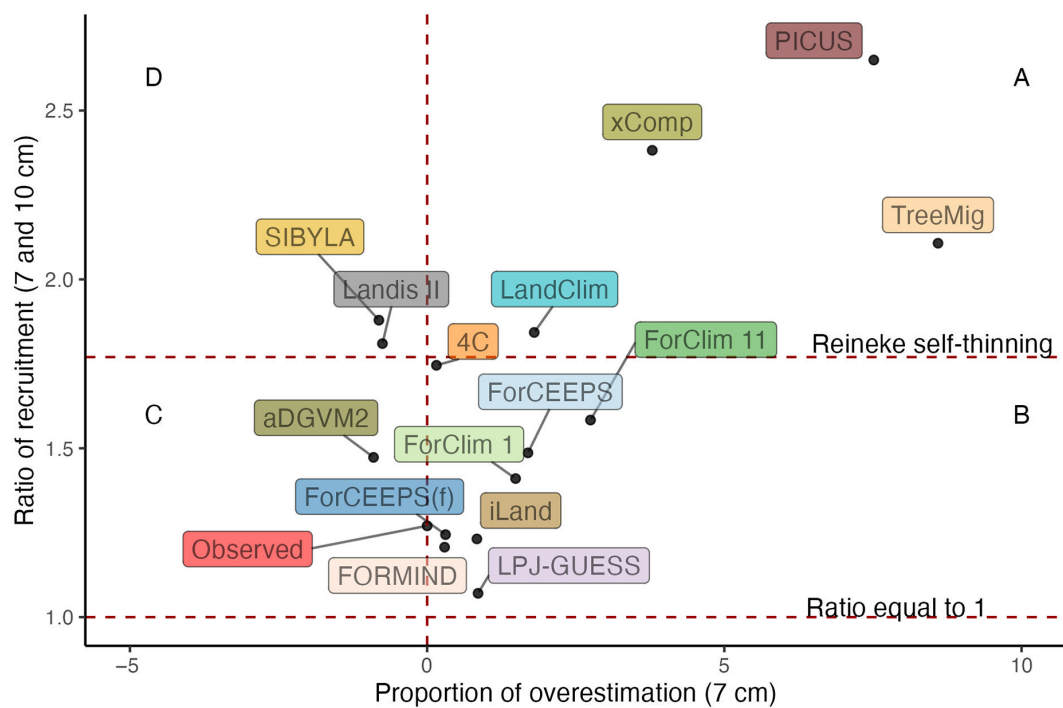 PICUS
D
A
2.5
xComp
TreeMig
SIBYLA
2.0
Landis II
LandClim
4C
ForClim 11
Reineke self-thinning
ForCEEPS
aDGVM2
C
B
ForClim 1
1.5
ForCEEPS(f)
iLand
Observed
FORMIND
LPJ-GUESS
Ratio equal to 1
1.0
−5
0
5
10
Proportion of overestimation (7 cm)
Ratio of recruitment (7 and 10 cm)